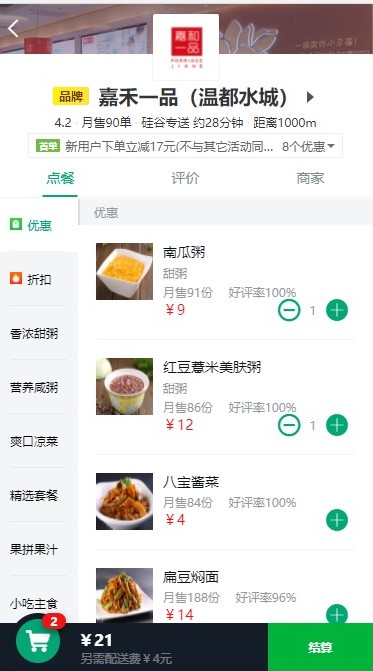 嘉和
一品
品牌 嘉禾一品（温都水城）
4.2 月售90单 硅谷专送 约28分钟 距离1000m
首单 新用户下单立减17元(不与其它活动同... 8个优惠
点餐 评价 商家
优惠
折扣
香浓甜粥
营养咸粥
爽口凉菜
精选套餐
果拼果汁
小吃主食
优惠
南瓜粥
甜粥
月售91份 好评率100%
￥9 1
红豆薏米美肤粥
甜粥
月售86份 好评率100%
￥12 1
八宝酱菜
月售84份 好评率100%
￥4
扁豆焖面
月售188份 好评率96%
￥14
2
￥21
另需配送费￥4元
结算